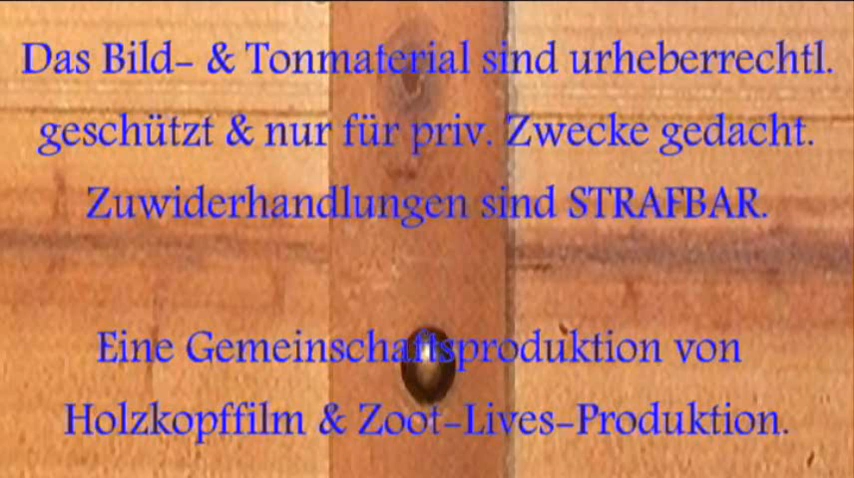 Das Bild- & Tonmaterial sind urheberrechtl.
geschützt & nur für priv. Zwecke gedacht.
Zuwiderhandlungen sind STRAFBAR.
Eine Gemeinschaftsproduktion von
Holzkopffilm & Zoot-Lives-Produktion.